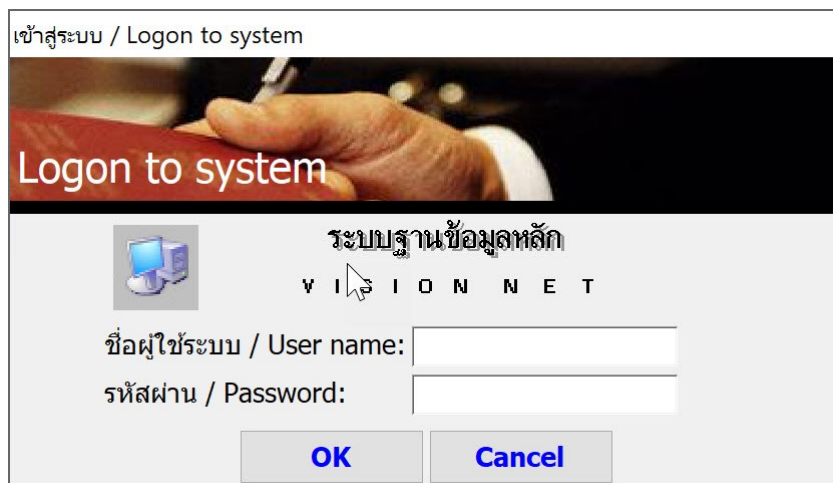 เข้าสู่ระบบ / Logon to system
Logon to system
ระบบฐานข้อมูลหลัก
VISION NET
ชื่อผู้ใช้ระบบ / User name:
รหัสผ่าน / Password:
OK Cancel